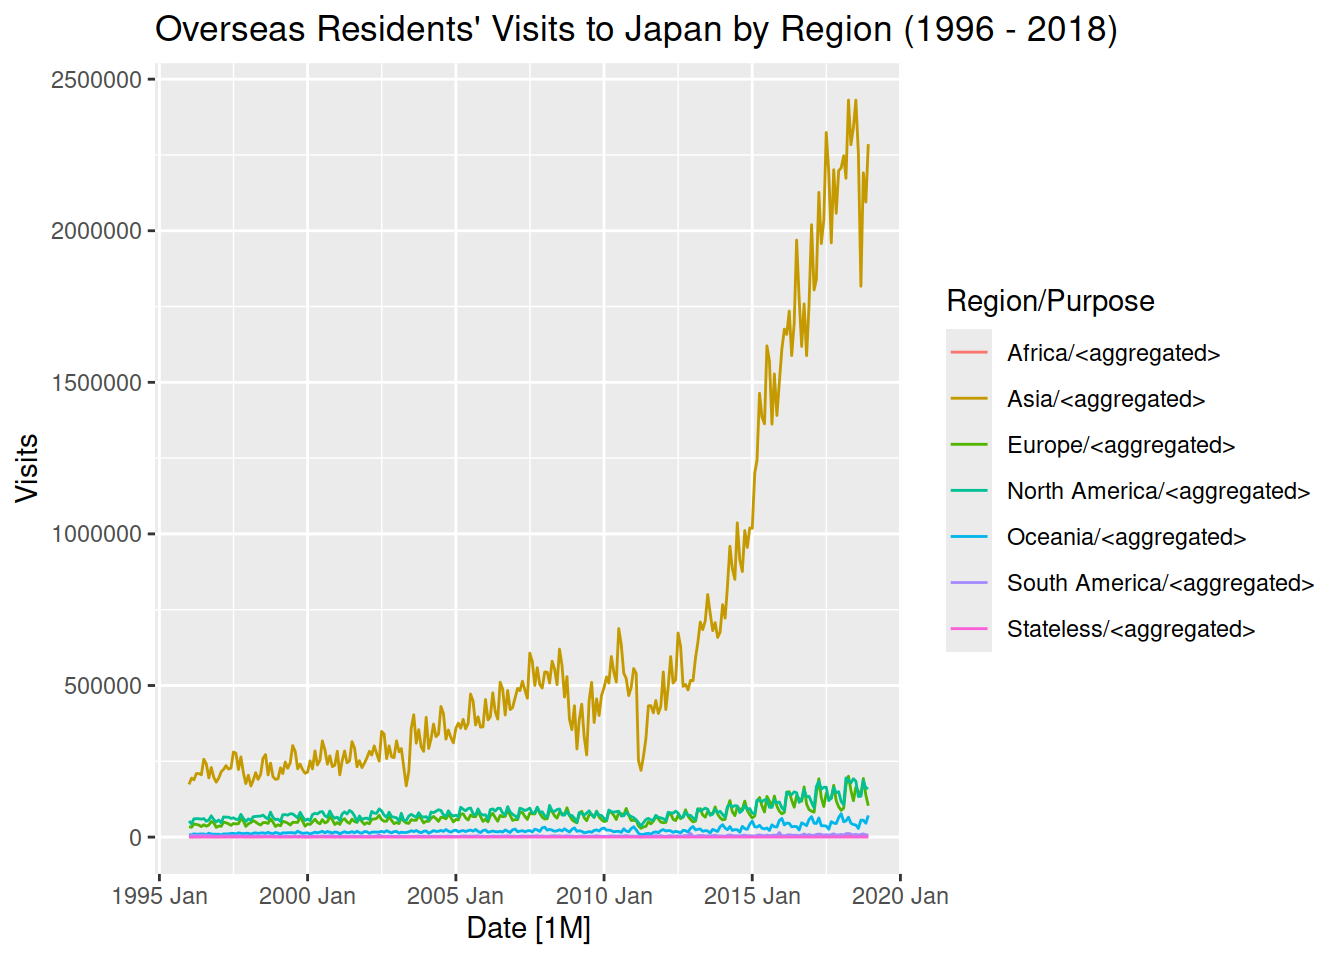 Overseas Residents' Visits to Japan by Region (1996 - 2018)
2500000
2000000
1500000
1000000
500000
0
Visits
1995 Jan 2000 Jan 2005 Jan 2010 Jan 2015 Jan 2020 Jan
Date [1M]
Region/Purpose
Africa/<aggregated>
Asia/<aggregated>
Europe/<aggregated>
North America/<aggregated>
Oceania/<aggregated>
South America/<aggregated>
Stateless/<aggregated>